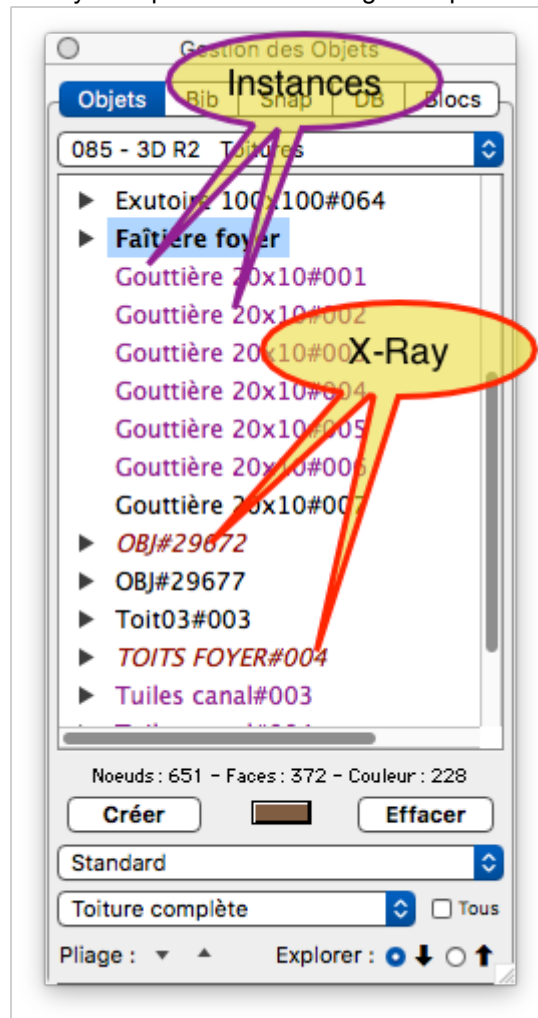 Gestion des Objets
Instances
Objets Bib Snap DB Blocs
085 - 3D R2 Toitures
Exutoire 100x100#064
Faîtière foyer
Gouttière 20x10#001
Gouttière 20x10#002
Gouttière 20x10#003
X-Ray
Gouttière 20x10#004
Gouttière 20x10#005
Gouttière 20x10#006
Gouttière 20x10#007
OBJ#29672
OBJ#29677
Toit03#003
TOITS FOYER#004
Tuiles canal#003
Noeuds : 651 - Faces : 372 - Couleur : 228
Créer Effacer
Standard
Toiture complète Tous
Pliage : Explorer :